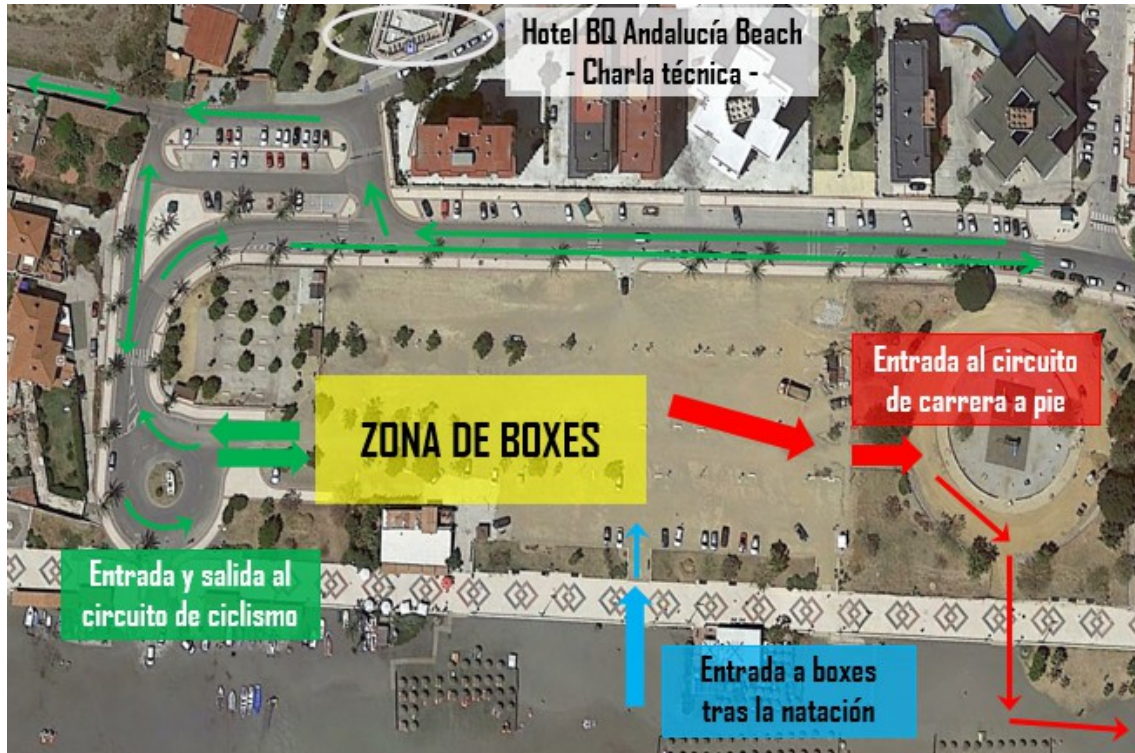 Hotel BQ Andalucía Beach
- Charla técnica -
Entrada al circuito
de carrera a pie
ZONA DE BOXES
Entrada y salida al
circuito de ciclismo
Entrada a boxes
tras la natación